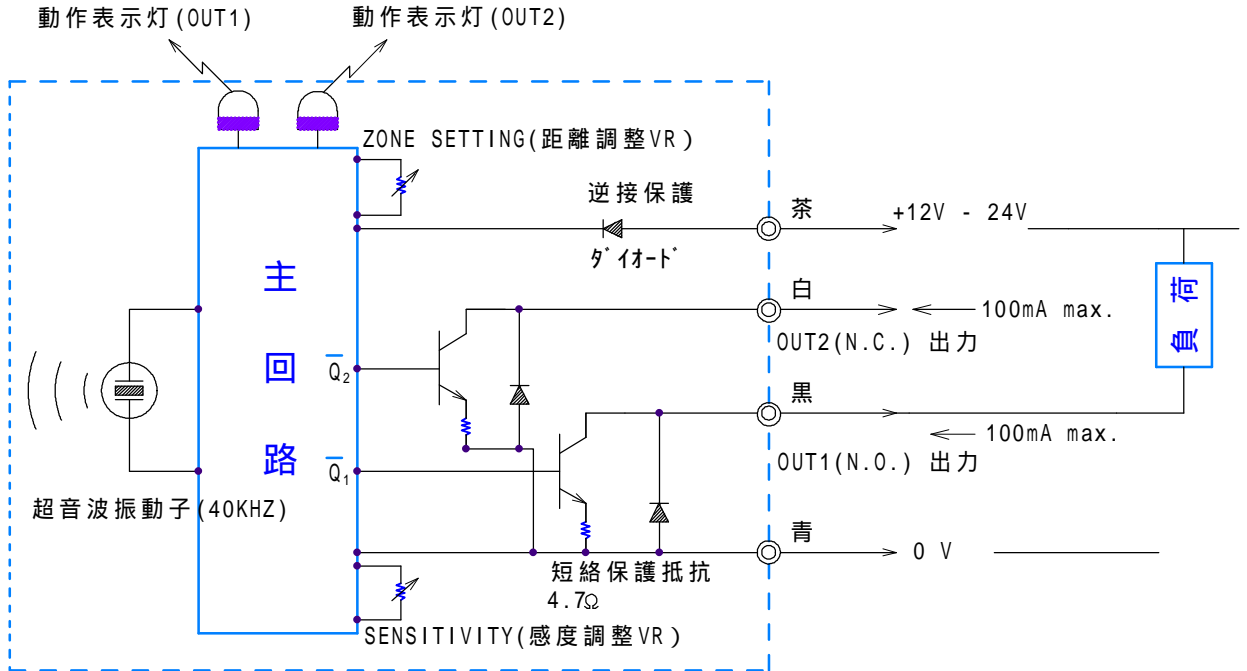 動作表示灯(OUT1)
動作表示灯(OUT2)
ZONE SETTING(距離調整VR)
逆接保護
ダイオード
茶
+12V - 24V
主回路
負荷
白
100mA max.
OUT2(N.C.) 出力
Q2
黒
100mA max.
OUT1(N.O.) 出力
Q1
超音波振動子(40KHZ)
青
0 V
短絡保護抵抗
4.7Ω
SENSITIVITY(感度調整VR)